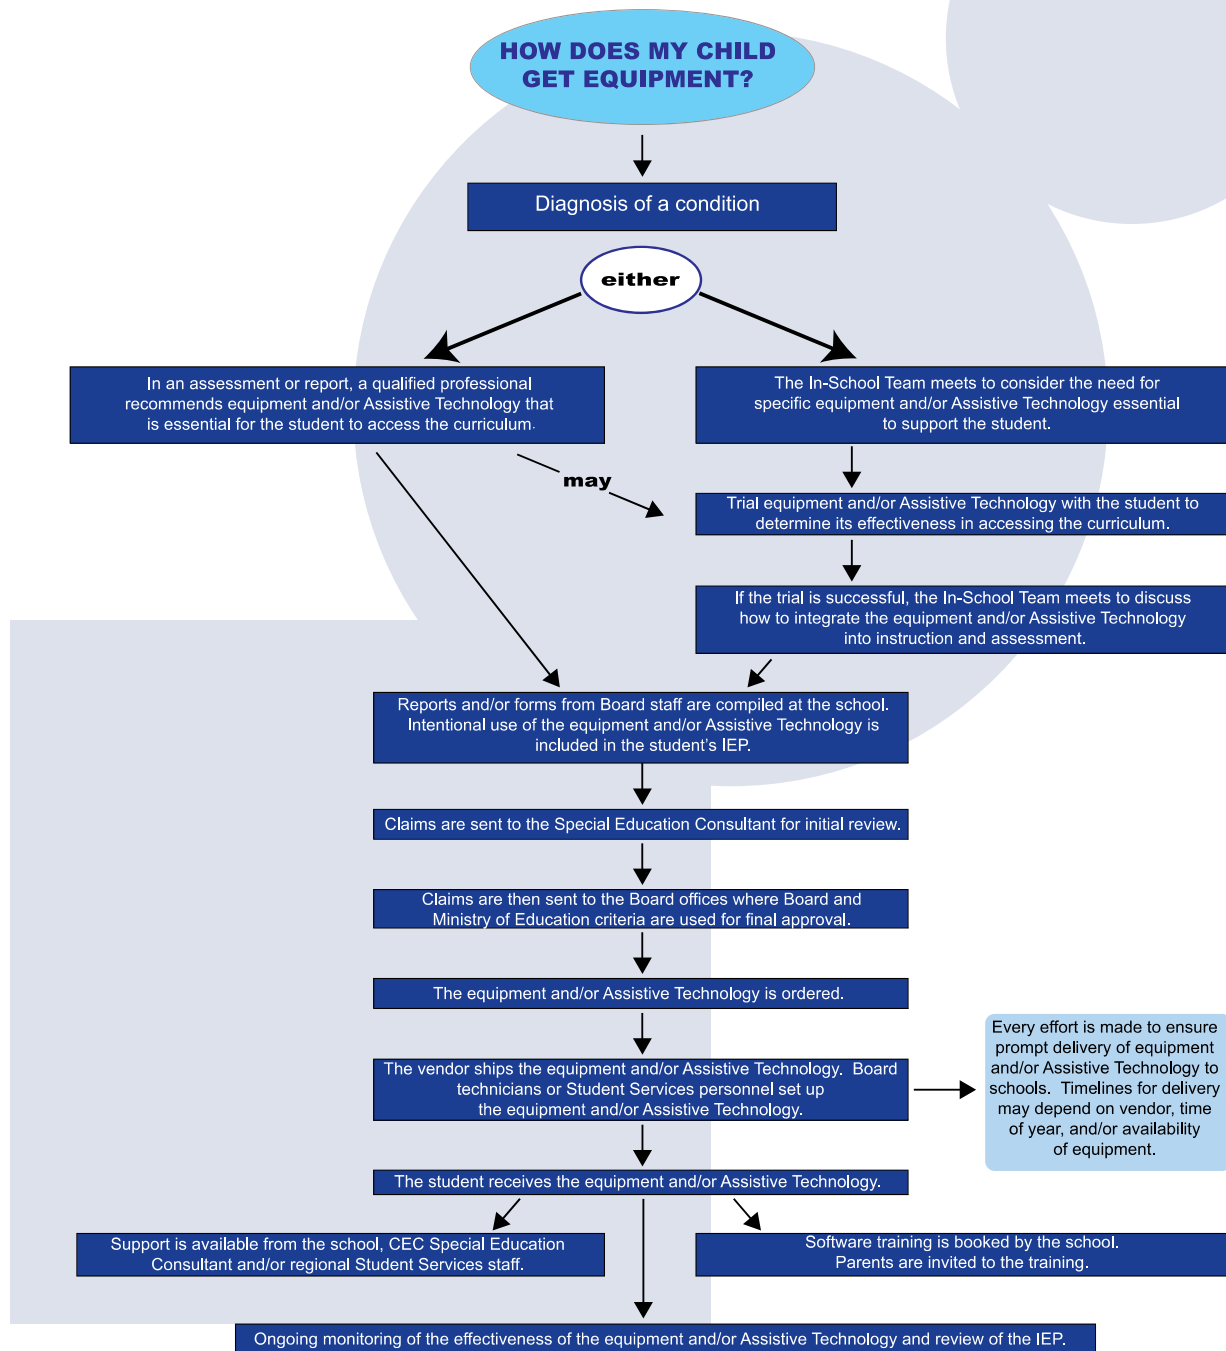 HOW DOES MY CHILD
GET EQUIPMENT?
Diagnosis of a condition
either
In an assessment or report, a qualified professional
recommends equipment and/or Assistive Technology that
is essential for the student to access the curriculum.
The In-School Team meets to consider the need for
specific equipment and/or Assistive Technology essential
to support the student.
may
Trial equipment and/or Assistive Technology with the student to
determine its effectiveness in accessing the curriculum.
If the trial is successful, the In-School Team meets to discuss
how to integrate the equipment and/or Assistive Technology
into instruction and assessment.
Reports and/or forms from Board staff are compiled at the school.
Intentional use of the equipment and/or Assistive Technology is
included in the student's IEP.
Claims are sent to the Special Education Consultant for initial review.
Claims are then sent to the Board offices where Board and
Ministry of Education criteria are used for final approval.
The equipment and/or Assistive Technology is ordered.
The vendor ships the equipment and/or Assistive Technology. Board
technicians or Student Services personnel set up
the equipment and/or Assistive Technology.
Every effort is made to ensure
prompt delivery of equipment
and/or Assistive Technology to
schools. Timelines for delivery
may depend on vendor, time
of year, and/or availability
of equipment.
The student receives the equipment and/or Assistive Technology.
Support is available from the school, CEC Special Education
Consultant and/or regional Student Services staff.
Software training is booked by the school.
Parents are invited to the training.
Ongoing monitoring of the effectiveness of the equipment and/or Assistive Technology and review of the IEP.